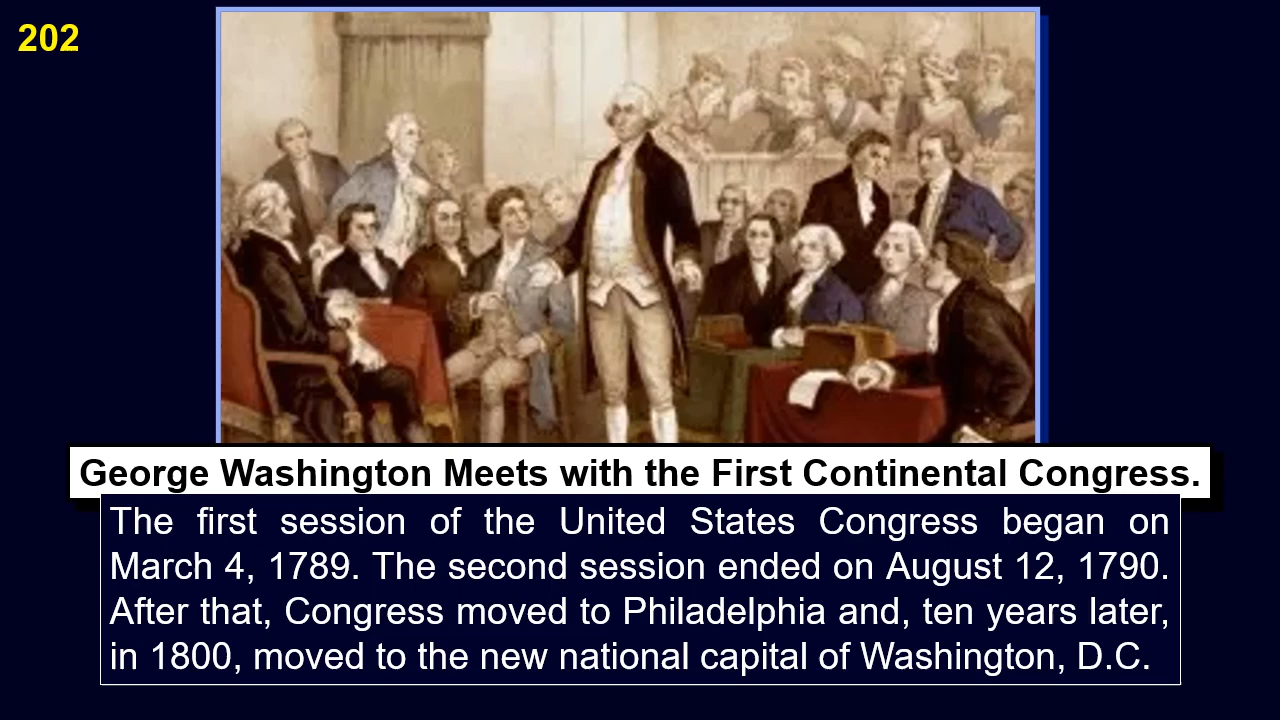 202
George Washington Meets with the First Continental Congress.
The first session of the United States Congress began on
March 4, 1789. The second session ended on August 12, 1790.
After that, Congress moved to Philadelphia and, ten years later,
in 1800, moved to the new national capital of Washington, D.C.